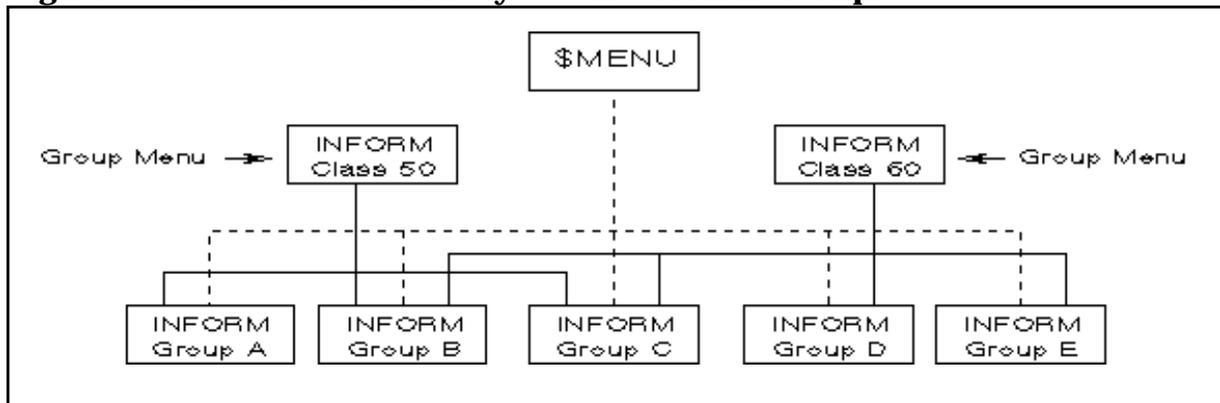 $MENU
Group Menu
INFORM
Class 50
INFORM
Class 60
Group Menu
INFORM
Group A
INFORM
Group B
INFORM
Group C
INFORM
Group D
INFORM
Group E